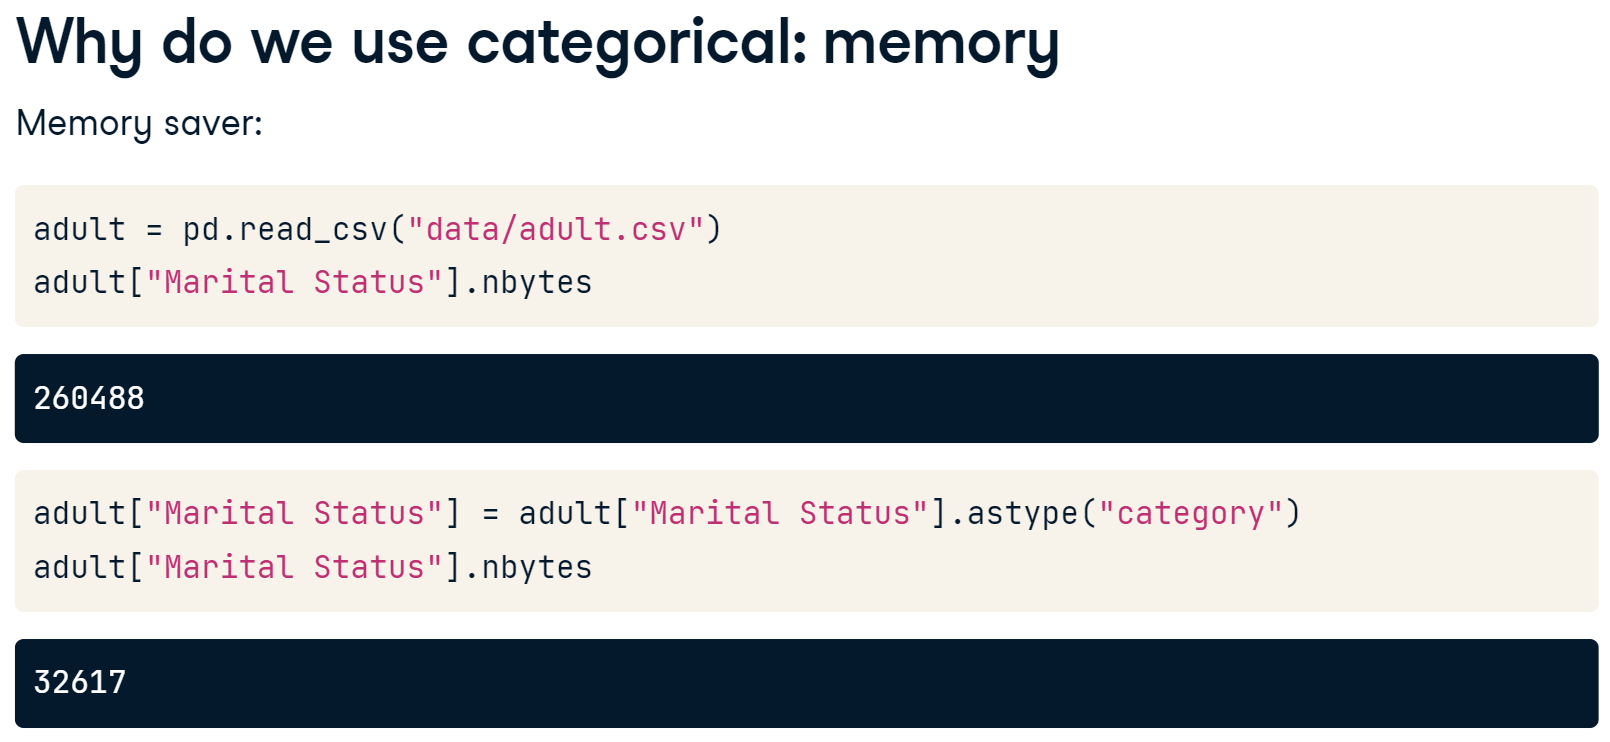 Why do we use categorical: memory
Memory saver:
adult = pd.read_csv("data/adult.csv")
adult["Marital Status"].nbytes
260488
adult["Marital Status"] = adult["Marital Status"].astype("category")
adult["Marital Status"].nbytes
32617